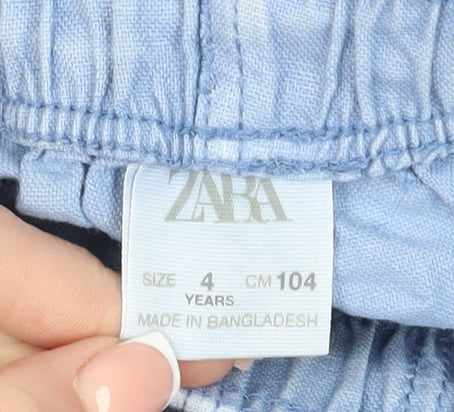 ZARA
SIZE 4 CM 104
YEARS
MADE IN BANGLADESH